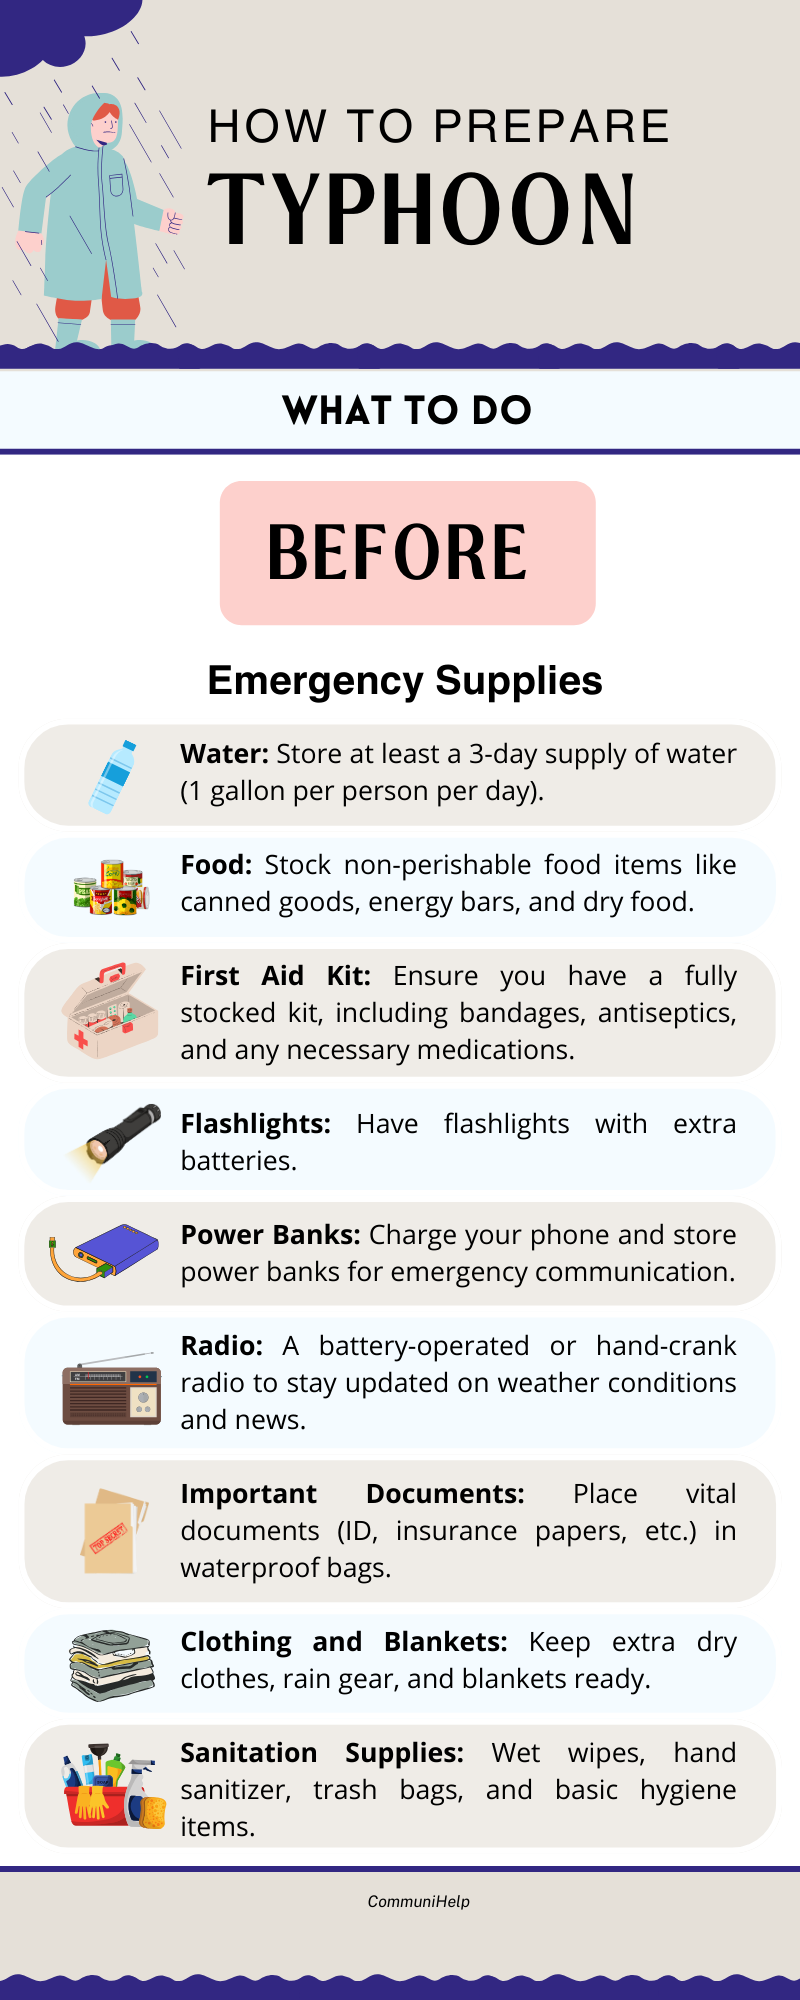 HOW TO PREPARE
TYPHOON
WHAT TO DO
BEFORE
Emergency Supplies
Water: Store at least a 3-day supply of water
(1 gallon per person per day).
Food: Stock non-perishable food items like
canned goods, energy bars, and dry food.
First Aid Kit: Ensure you have a fully
stocked kit, including bandages, antiseptics,
and any necessary medications.
Flashlights: Have flashlights with extra
batteries.
Power Banks: Charge your phone and store
power banks for emergency communication.
Radio: A battery-operated or hand-crank
radio to stay updated on weather conditions
and news.
Important Documents: Place vital
documents (ID, insurance papers, etc.) in
waterproof bags.
TOP SECRET
Clothing and Blankets: Keep extra dry
clothes, rain gear, and blankets ready.
Sanitation Supplies: Wet wipes, hand
sanitizer, trash bags, and basic hygiene
items.
CommuniHelp